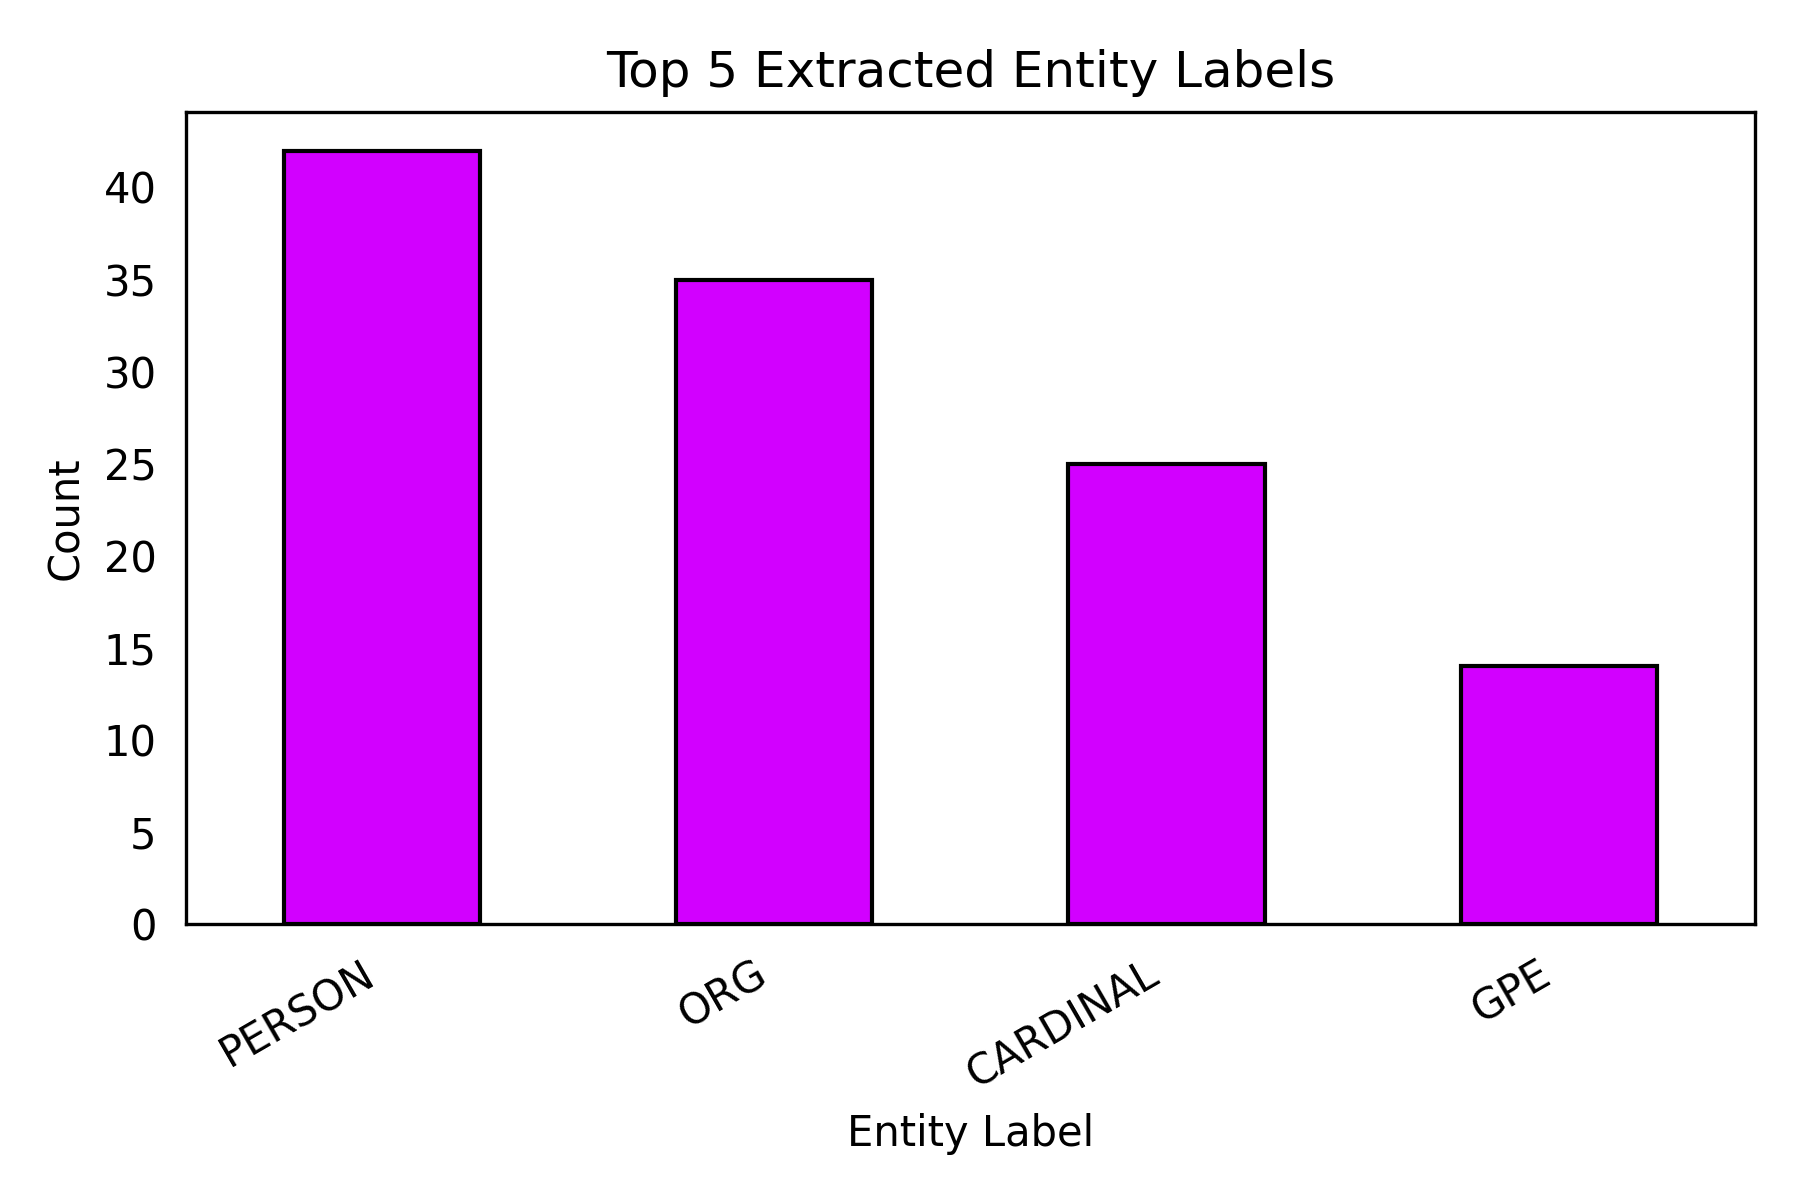 Top 5 Extracted Entity Labels
40
35
30
25
20
15
10
5
0
Count
PERSON
ORG
CARDINAL
GPE
Entity Label